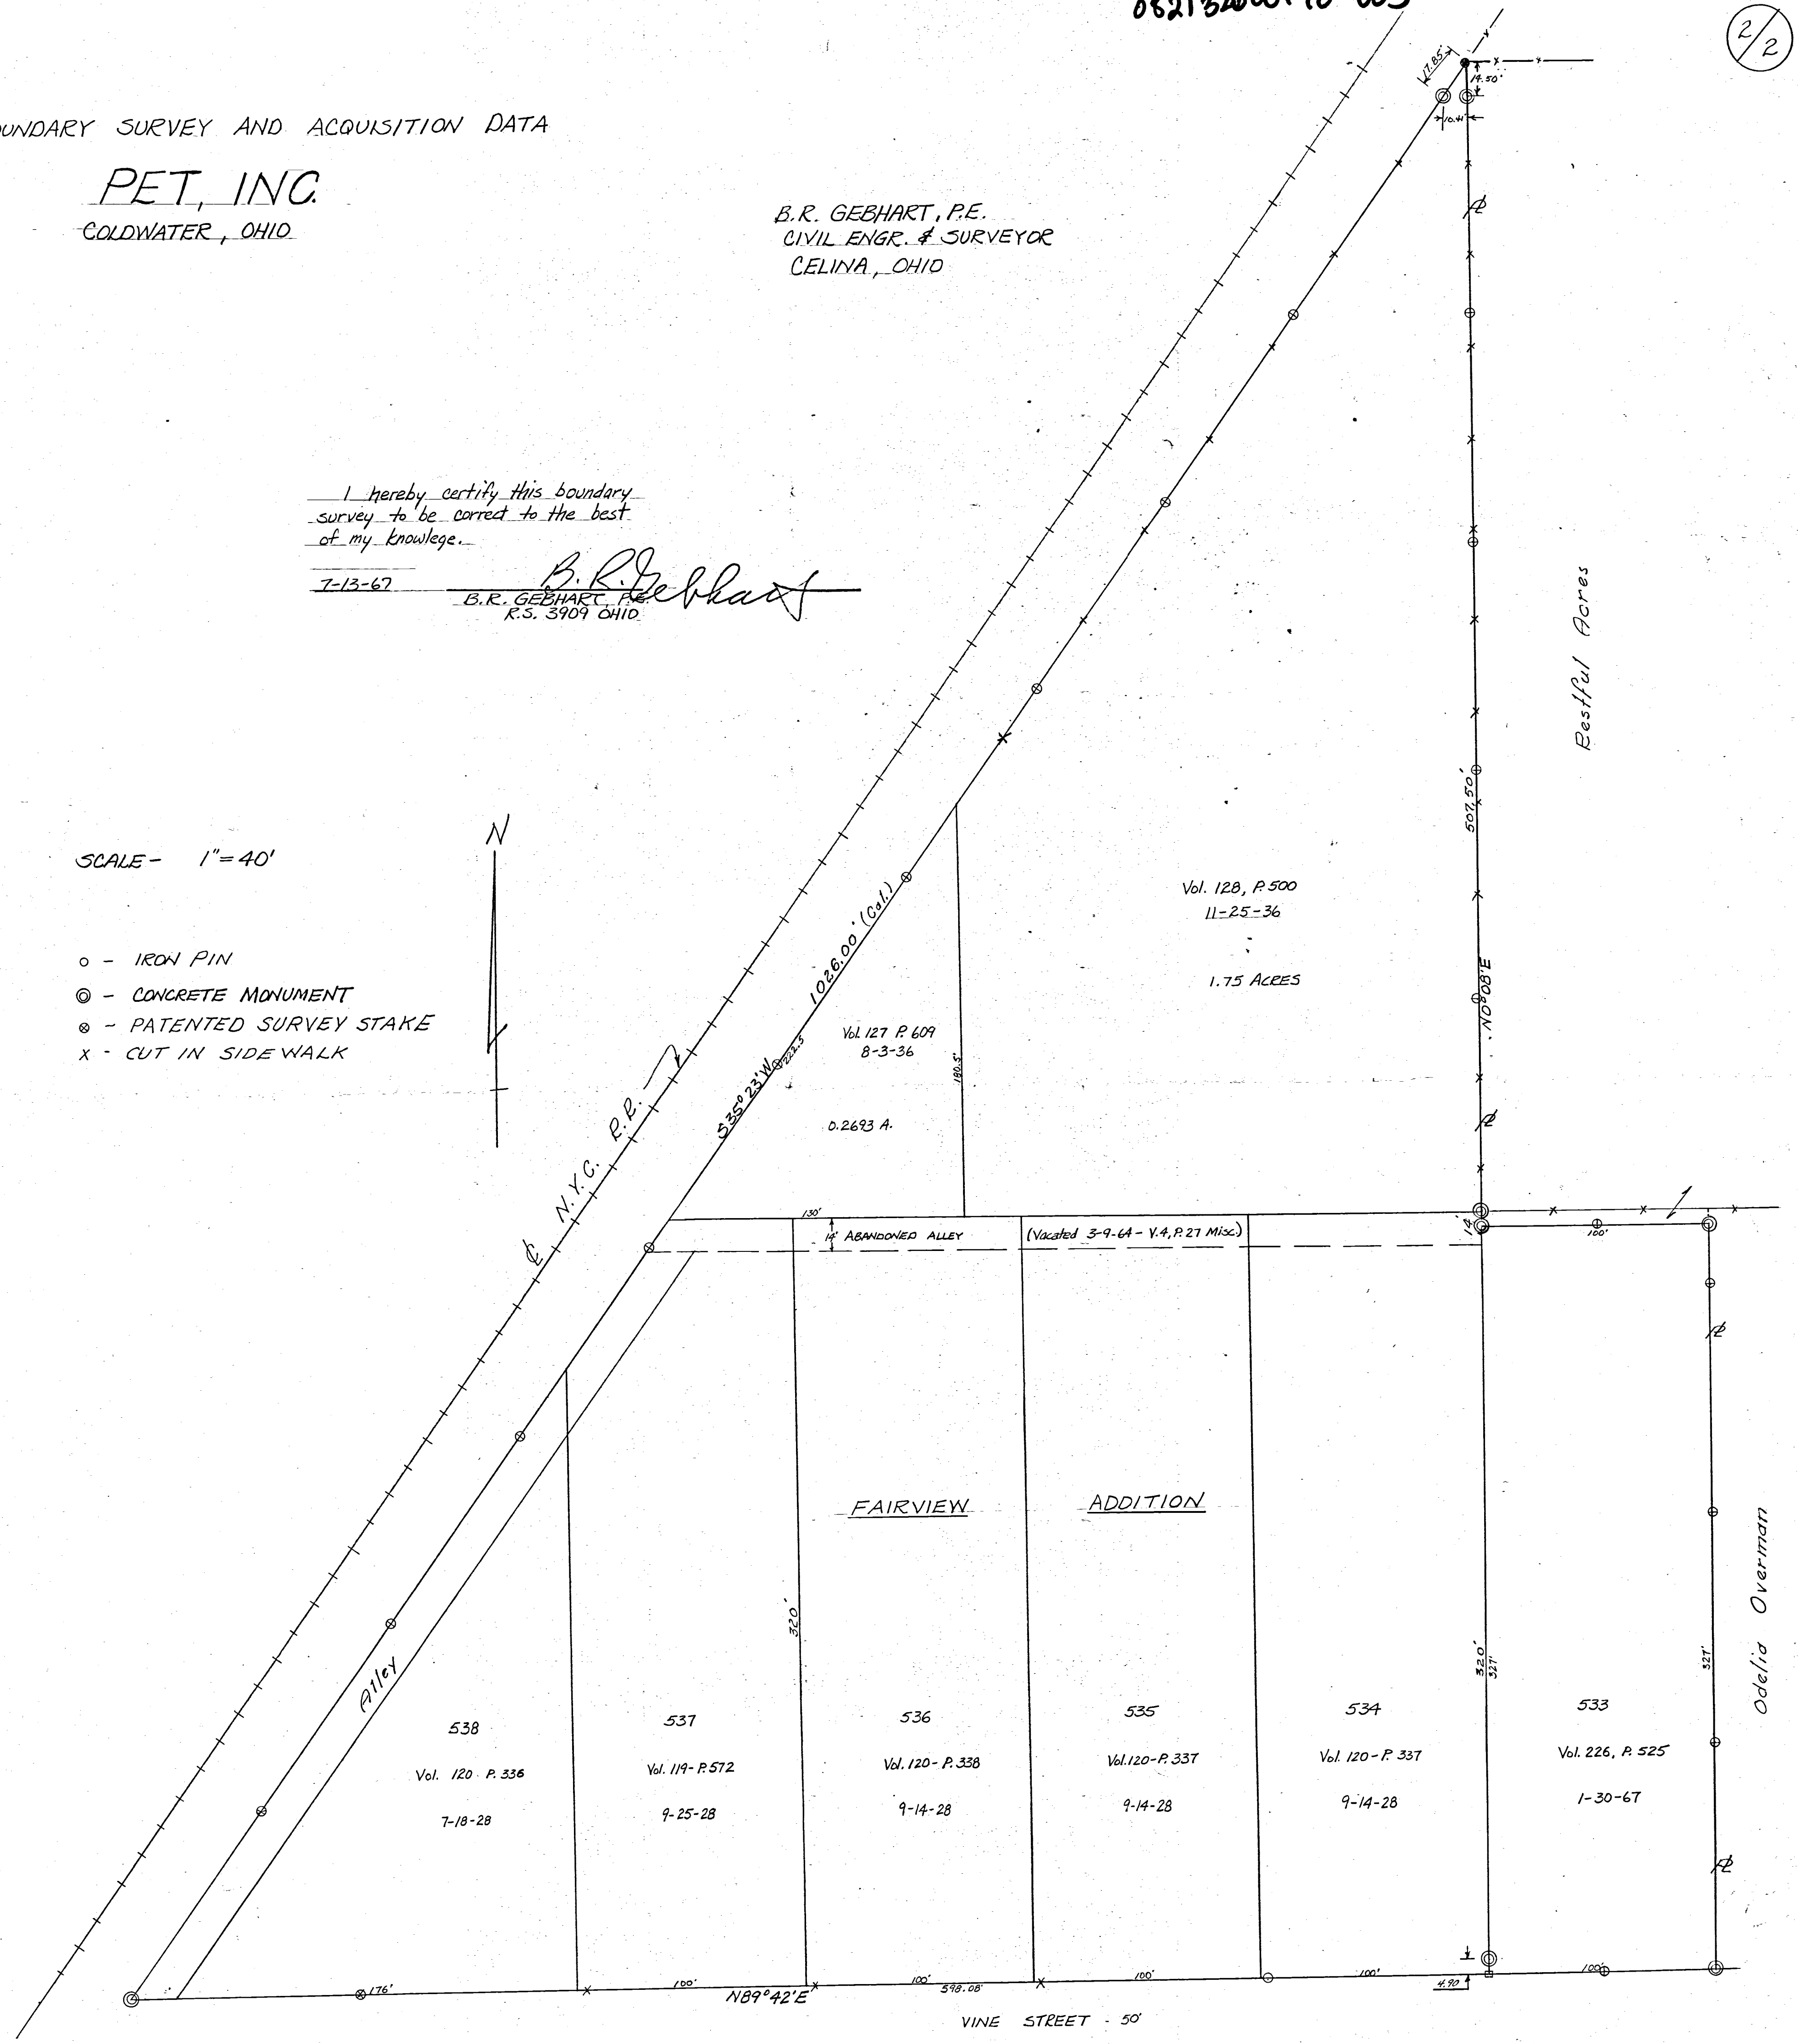 2/2
UNDARY SURVEY AND ACQUISITION DATA
PET, INC.
COLDWATER, OHIO
B.R. GEBHART, P.E.
CIVIL ENGR. & SURVEYOR
CELINA, OHIO
17.85'
14.50'
I hereby certify this boundary
survey to be correct to the best
of my knowlege.
7-13-67
B.R. Gebhart
B.R. GEBHART, P.E.
R.S. 3909 OHIO
Restful Acres
507.50'
N0°08'E
SCALE - 1"=40'
N
o - IRON PIN
◎ - CONCRETE MONUMENT
⊗ - PATENTED SURVEY STAKE
x - CUT IN SIDEWALK
Vol. 128, P. 500
11-25-36
1.75 ACRES
1026.00' (Cal.)
S35°23'W
222.5
Vol. 127 P. 609
8-3-36
0.2693 A.
180.5'
℄ N.Y.C. R.R.
130'
14' ABANDONED ALLEY
(Vacated 3-9-64 - V.4, P.27 Misc.)
14'
100'
FAIRVIEW ADDITION
320'
320'
327'
327'
Odelia Overman
Alley
538
Vol. 120 P. 336
7-18-28
537
Vol. 119-P.572
9-25-28
536
Vol. 120-P. 338
9-14-28
535
Vol. 120-P. 337
9-14-28
534
Vol. 120-P. 337
9-14-28
533
Vol. 226, P. 525
1-30-67
176'
100'
100'
100'
100'
100'
4.90
N89°42'E
598.08'
VINE STREET - 50'